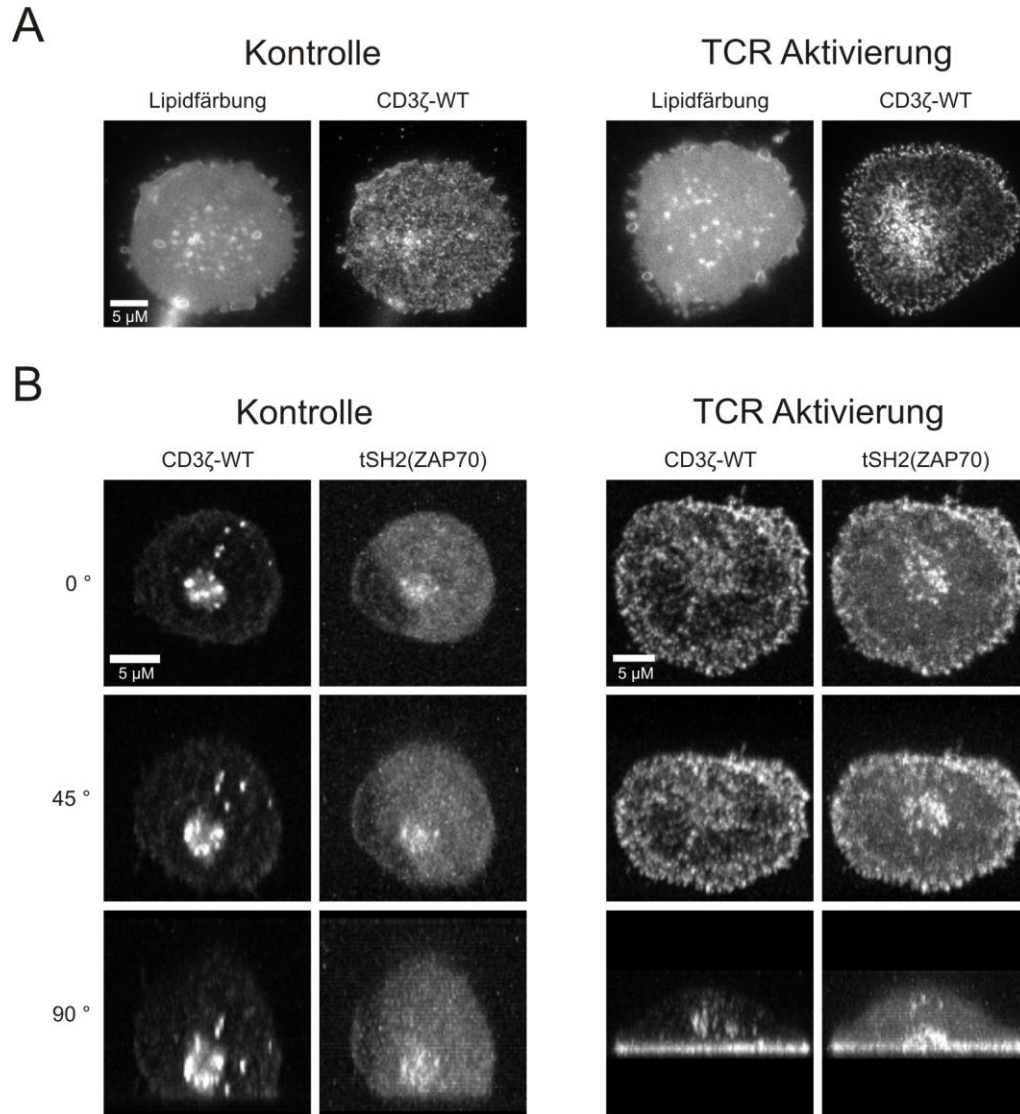 A
Kontrolle
TCR Aktivierung
Lipidfärbung
CD3ζ-WT
Lipidfärbung
CD3ζ-WT
5 µM
B
Kontrolle
TCR Aktivierung
CD3ζ-WT
tSH2(ZAP70)
CD3ζ-WT
tSH2(ZAP70)
0 °
5 µM
5 µM
45 °
90 °